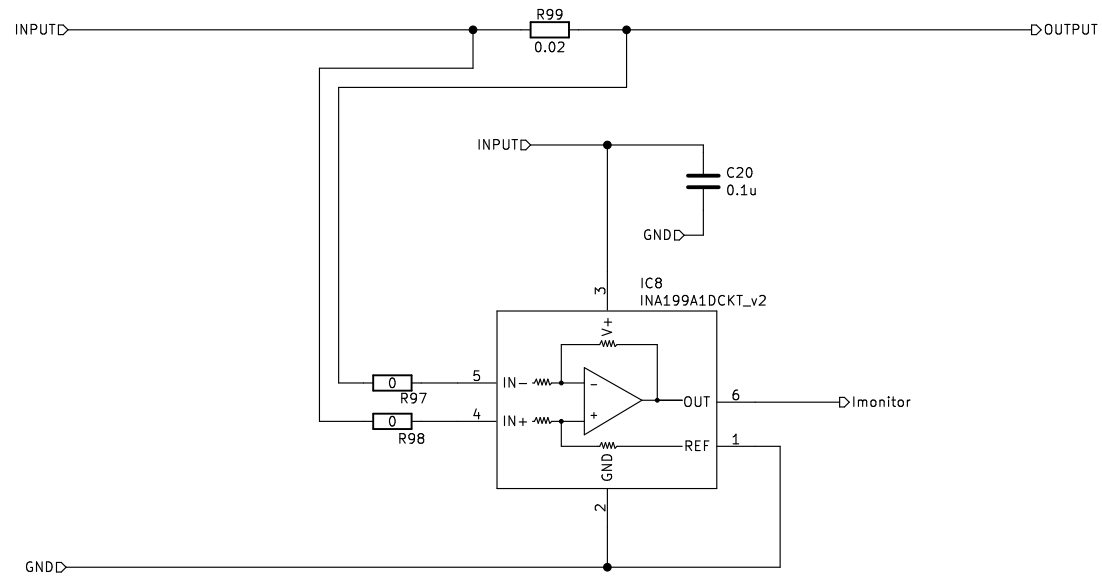 R99
INPUT
OUTPUT
0.02
INPUT
C20
0.1u
GND
IC8
INA199A1DCKT_v2
3
V+
5
IN-
-
0
R97
OUT
6
Imonitor
4
IN+
+
0
R98
REF
1
GND
2
GND